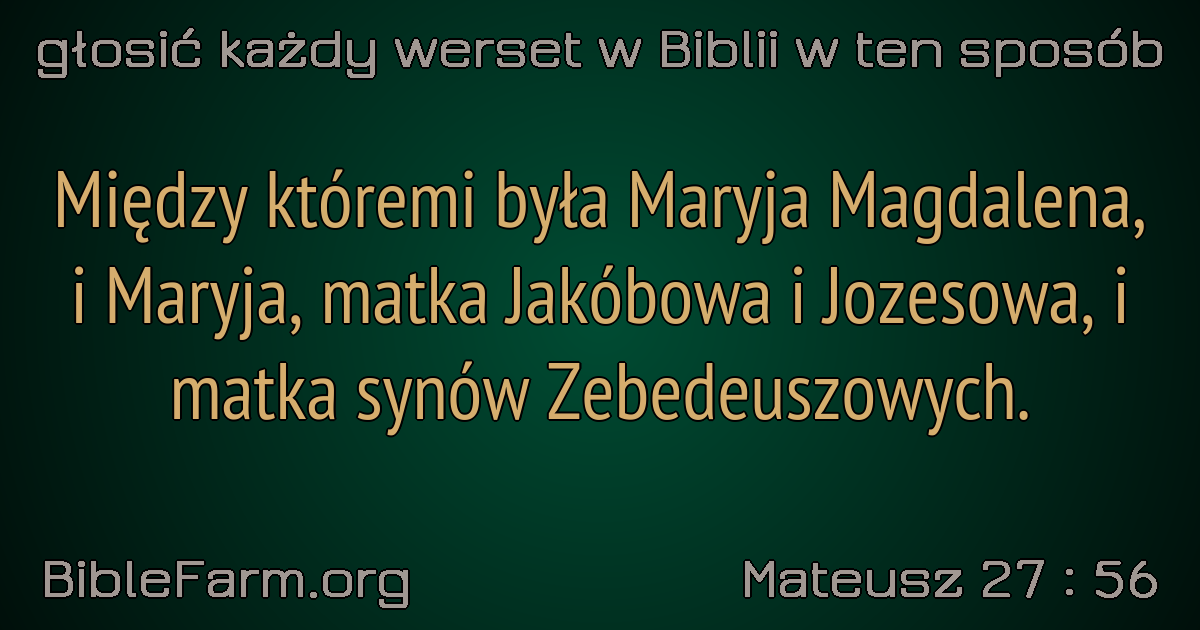 głosić każdy werset w Biblii w ten sposób
Między któremi była Maryja Magdalena,
i Maryja, matka Jakóbowa i Jozesowa, i
matka synów Zebedeuszowych.
BibleFarm.org
Mateusz 27 : 56